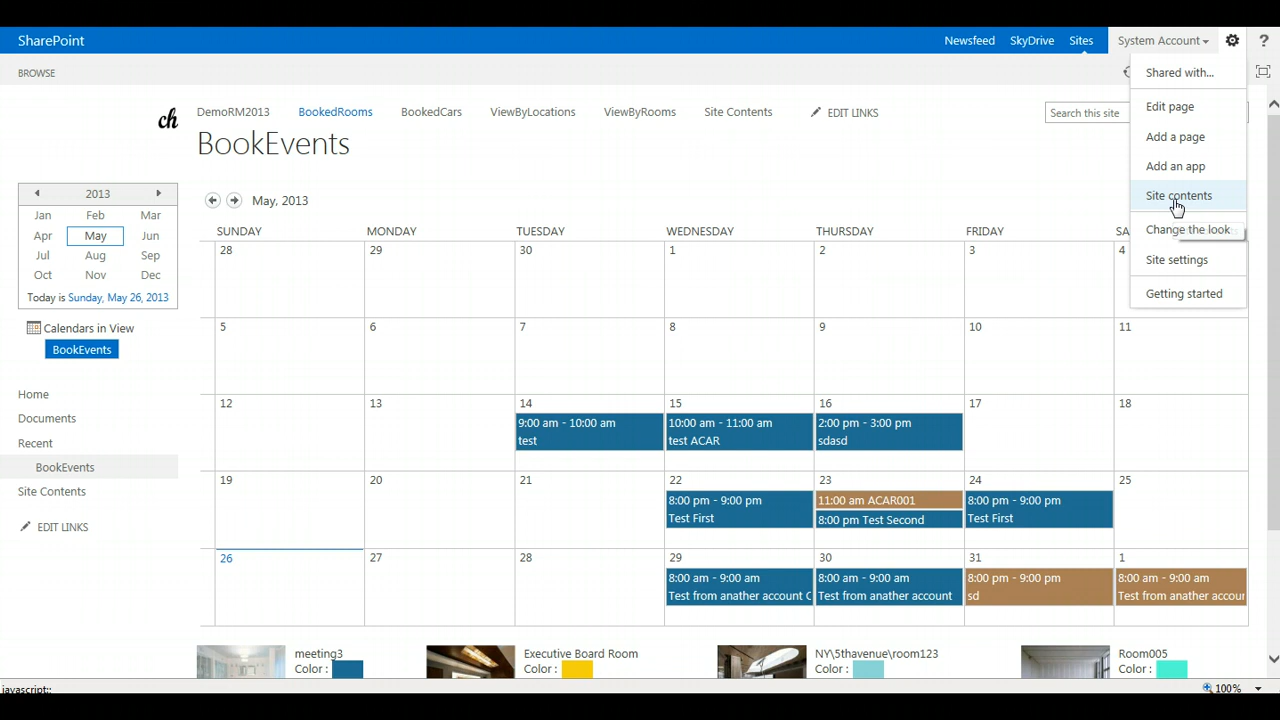 SharePoint
Newsfeed SkyDrive Sites System Account ?
BROWSE
Shared with...
Edit page
Add a page
Add an app
Site contents
Change the look
Site settings
Getting started
ch
DemoRM2013 BookedRooms BookedCars ViewByLocations ViewByRooms Site Contents EDIT LINKS
Search this site
BookEvents
2013
Jan Feb Mar
Apr May Jun
Jul Aug Sep
Oct Nov Dec
Today is Sunday, May 26, 2013
Calendars in View
BookEvents
Home
Documents
Recent
BookEvents
Site Contents
EDIT LINKS
May, 2013
SUNDAY MONDAY TUESDAY WEDNESDAY THURSDAY FRIDAY SA
28 29 30 1 2 3 4
5 6 7 8 9 10 11
12 13 14 15 16 17 18
9:00 am - 10:00 am 10:00 am - 11:00 am 2:00 pm - 3:00 pm
test test ACAR sdasd
19 20 21 22 23 24 25
8:00 pm - 9:00 pm 11:00 am ACAR001 8:00 pm - 9:00 pm
Test First 8:00 pm Test Second Test First
26 27 28 29 30 31 1
8:00 am - 9:00 am 8:00 am - 9:00 am 8:00 pm - 9:00 pm 8:00 am - 9:00 am
Test from anather account C Test from anather account sd Test from anather accour
meeting3 Executive Board Room NY\5thavenue\room123 Room005
Color : Color : Color : Color :
javascript:;
100%